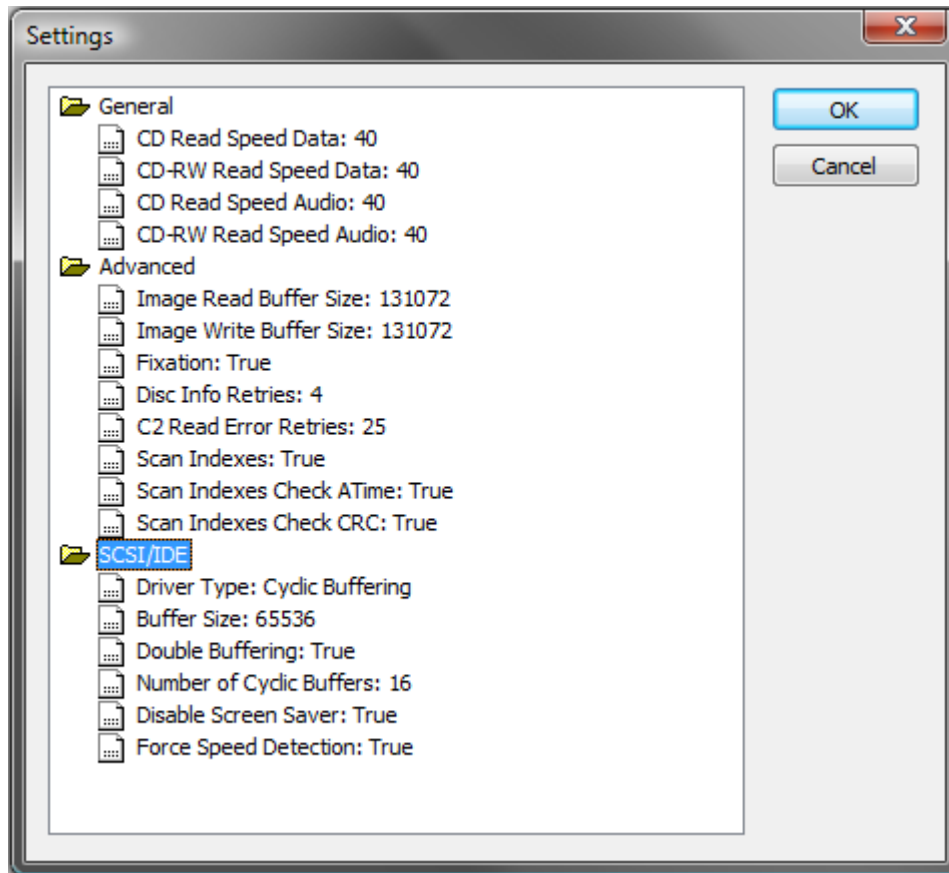 Settings
General
CD Read Speed Data: 40
CD-RW Read Speed Data: 40
CD Read Speed Audio: 40
CD-RW Read Speed Audio: 40
Advanced
Image Read Buffer Size: 131072
Image Write Buffer Size: 131072
Fixation: True
Disc Info Retries: 4
C2 Read Error Retries: 25
Scan Indexes: True
Scan Indexes Check ATime: True
Scan Indexes Check CRC: True
SCSI/IDE
Driver Type: Cyclic Buffering
Buffer Size: 65536
Double Buffering: True
Number of Cyclic Buffers: 16
Disable Screen Saver: True
Force Speed Detection: True
OK
Cancel